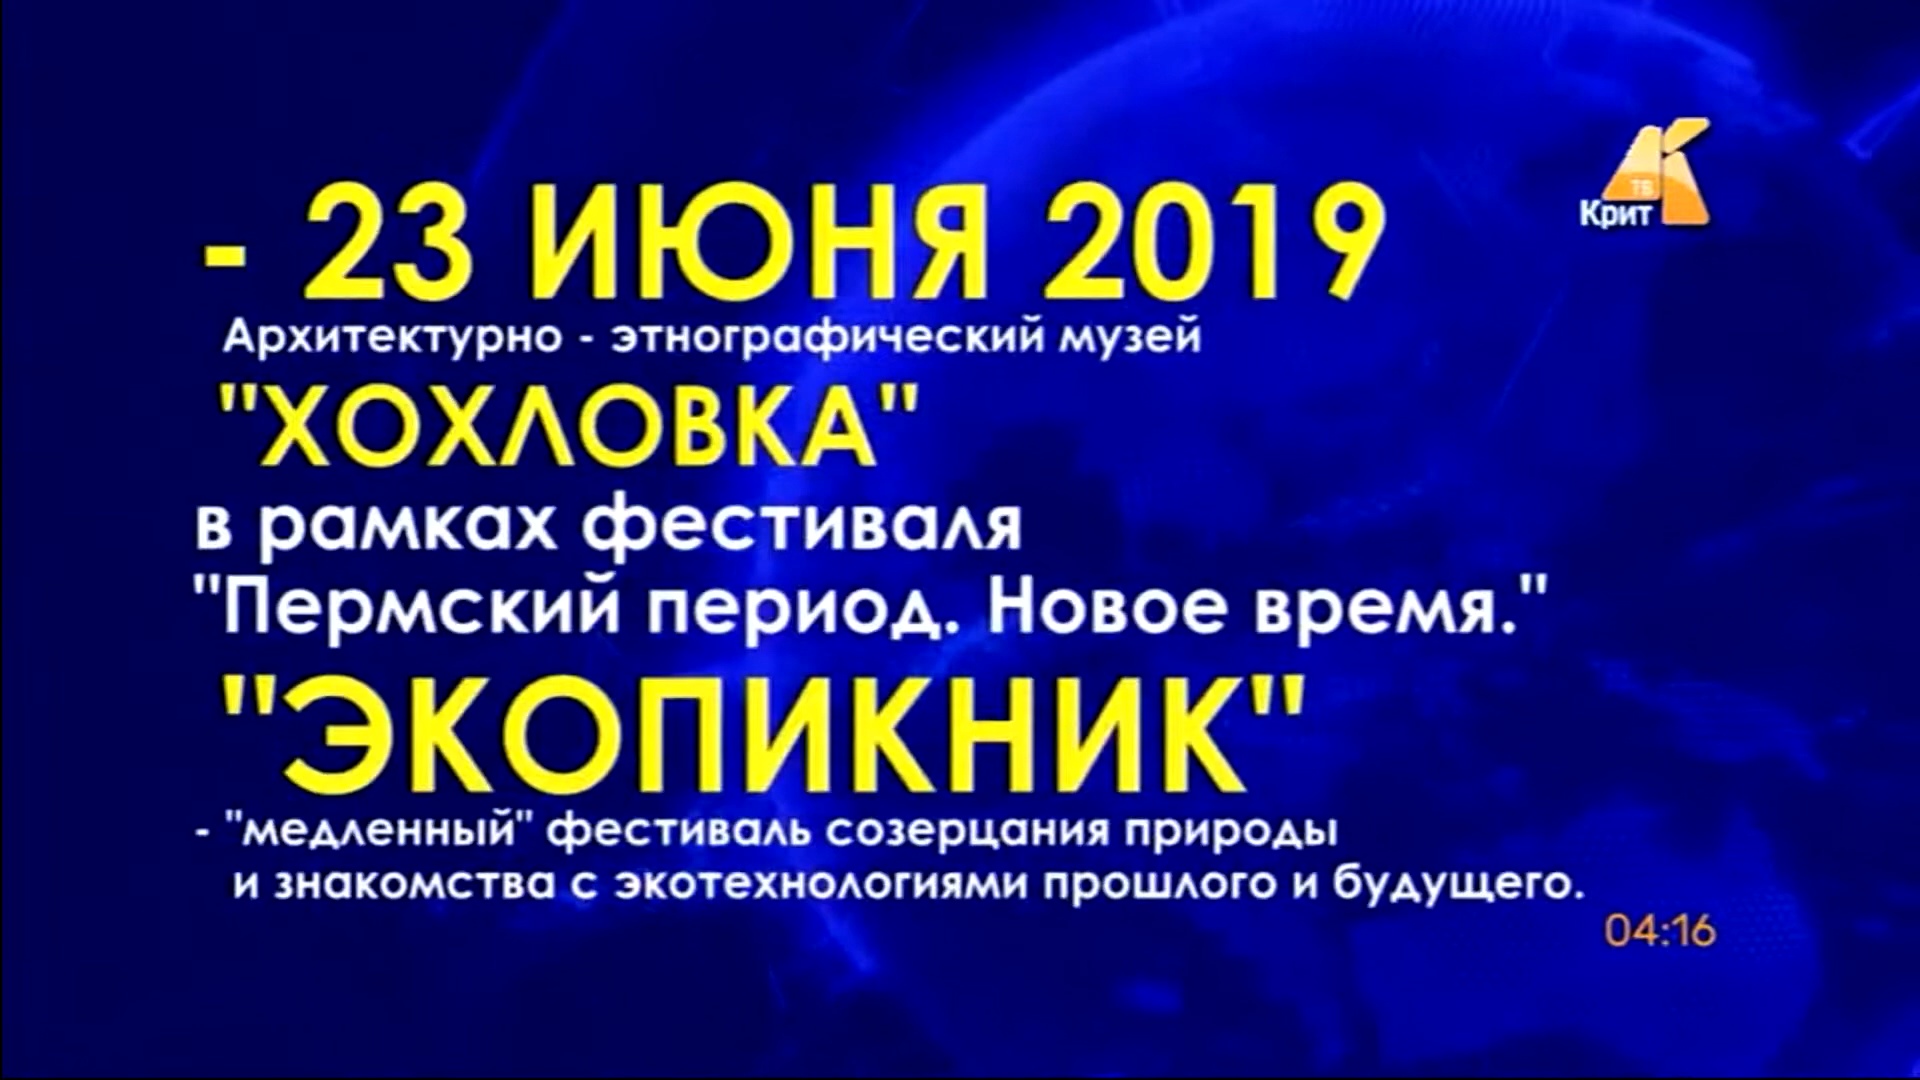 - 23 ИЮНЯ 2019
Архитектурно - этнографический музей
"ХОХЛОВКА"
в рамках фестиваля
"Пермский период. Новое время."
"ЭКОПИКНИК"
- "медленный" фестиваль созерцания природы
и знакомства с экотехнологиями прошлого и будущего.
ТВ
Крит
04:16